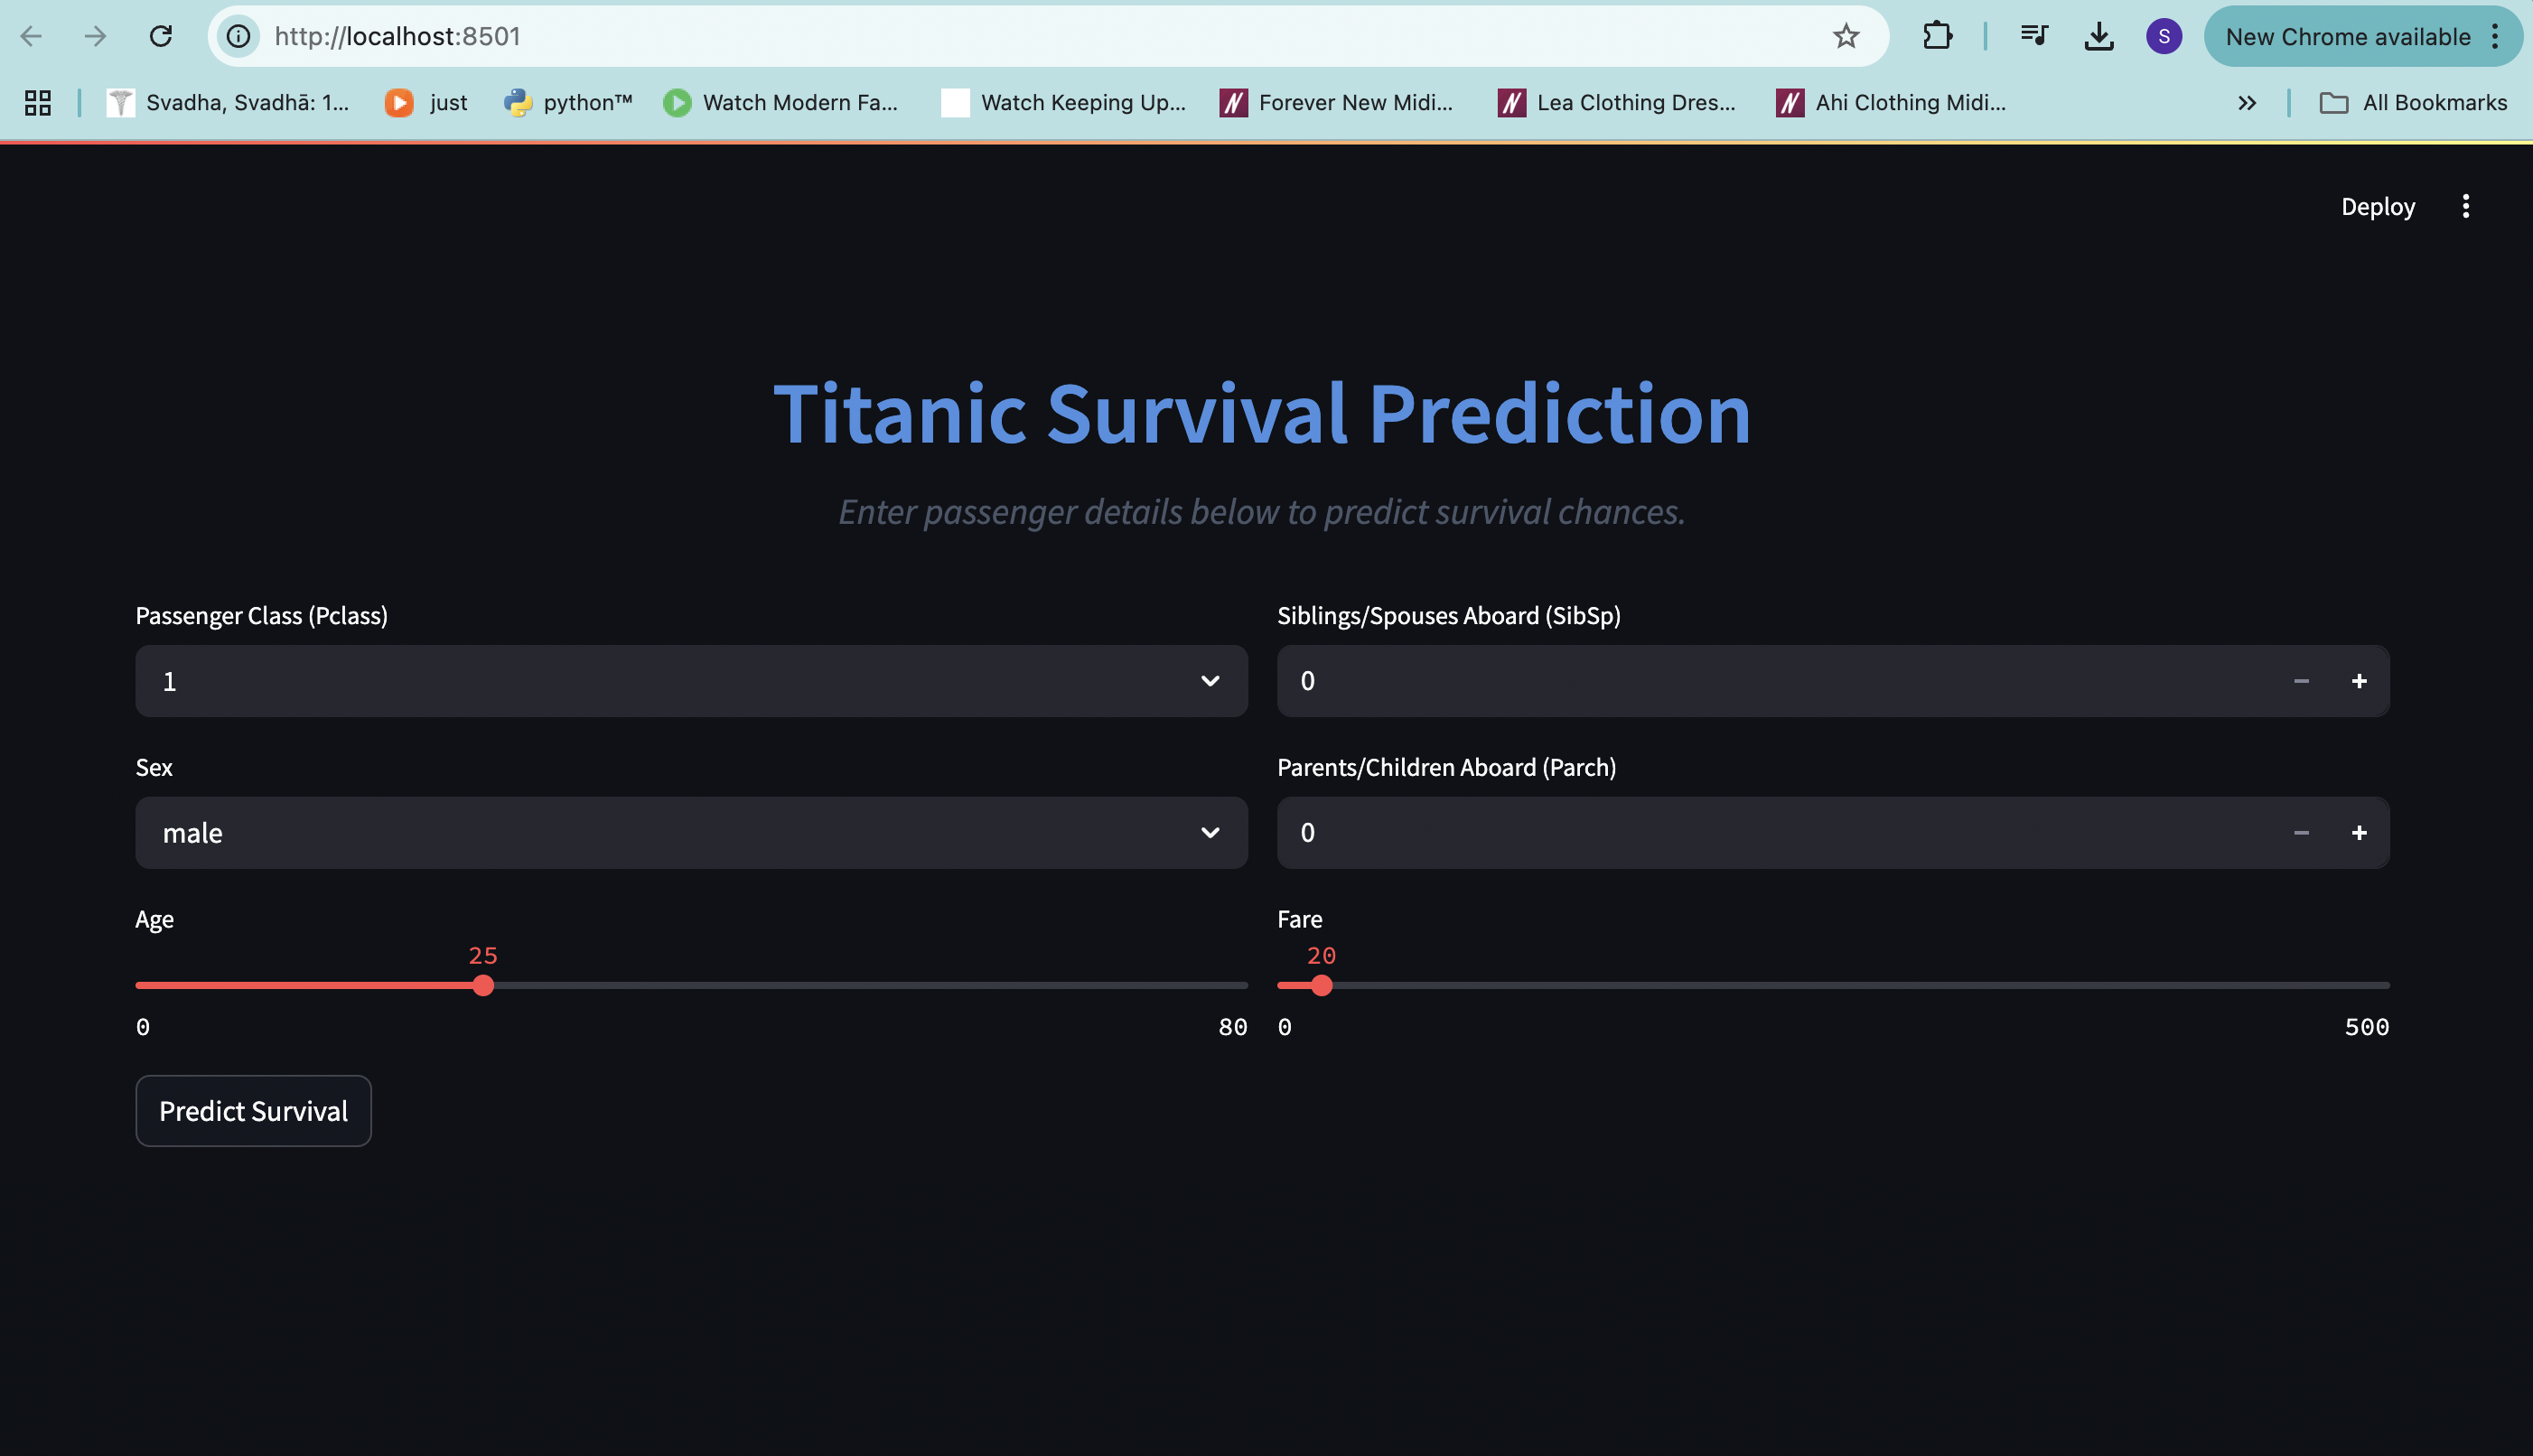 http://localhost:8501
S
New Chrome available
Svadha, Svadhā: 1...
just
python™
Watch Modern Fa...
Watch Keeping Up...
Forever New Midi...
Lea Clothing Dres...
Ahi Clothing Midi...
All Bookmarks
Deploy
Titanic Survival Prediction
Enter passenger details below to predict survival chances.
Passenger Class (Pclass)
1
Siblings/Spouses Aboard (SibSp)
0
Sex
male
Parents/Children Aboard (Parch)
0
Age
25
0
80
Fare
20
0
500
Predict Survival